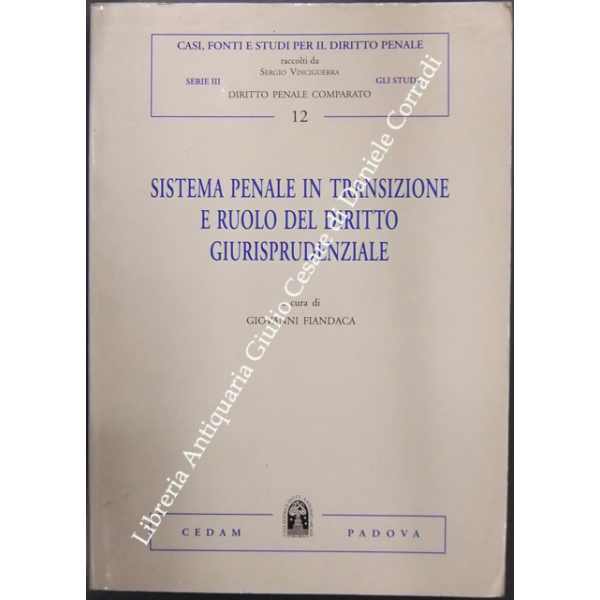 CASI, FONTI E STUDI PER IL DIRITTO PENALE
raccolti da
SERGIO VINCIGUERRA
SERIE III GLI STUDI
DIRITTO PENALE COMPARATO
12
SISTEMA PENALE IN TRANSIZIONE
E RUOLO DEL DIRITTO
GIURISPRUDENZIALE
a cura di
GIOVANNI FIANDACA
CEDAM PADOVA
Libreria Antiquaria Giulio Cesare di Daniele Corradi